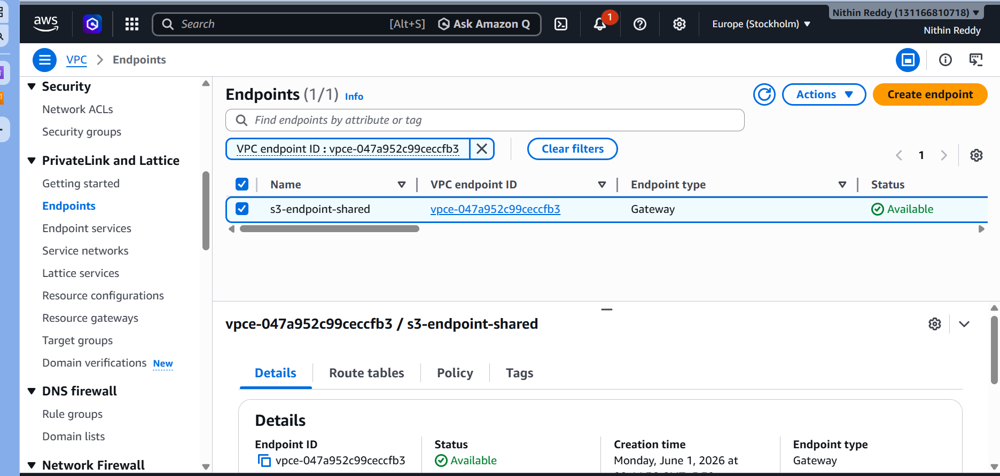 aws
Search [Alt+S] Ask Amazon Q
1
Europe (Stockholm)
Nithin Reddy (131166810718)
Nithin Reddy
VPC
Endpoints
Security
Network ACLs
Security groups
PrivateLink and Lattice
Getting started
Endpoints
Endpoint services
Service networks
Lattice services
Resource configurations
Resource gateways
Target groups
Domain verifications New
DNS firewall
Rule groups
Domain lists
Network Firewall
Endpoints (1/1) Info
Actions
Create endpoint
Find endpoints by attribute or tag
VPC endpoint ID : vpce-047a952c99ceccfb3
Clear filters
1
Name VPC endpoint ID Endpoint type Status
s3-endpoint-shared vpce-047a952c99ceccfb3 Gateway Available
vpce-047a952c99ceccfb3 / s3-endpoint-shared
Details Route tables Policy Tags
Details
Endpoint ID
vpce-047a952c99ceccfb3
Status
Available
Creation time
Monday, June 1, 2026 at
Endpoint type
Gateway